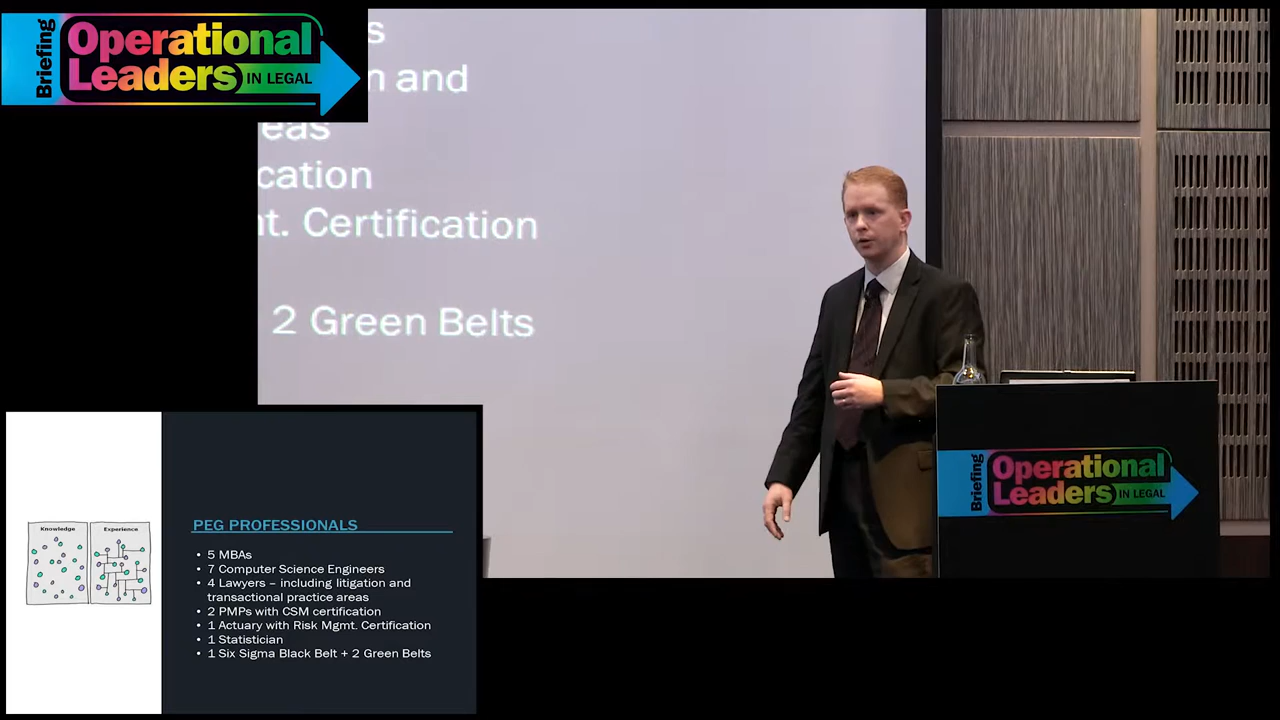 Briefing
Operational
Leaders IN LEGAL
s
n and
eas
cation
nt. Certification
2 Green Belts
Briefing
Operational
Leaders IN LEGAL
Knowledge
Experience
PEG PROFESSIONALS
• 5 MBAs
• 7 Computer Science Engineers
• 4 Lawyers – including litigation and
transactional practice areas
• 2 PMPs with CSM certification
• 1 Actuary with Risk Mgmt. Certification
• 1 Statistician
• 1 Six Sigma Black Belt + 2 Green Belts